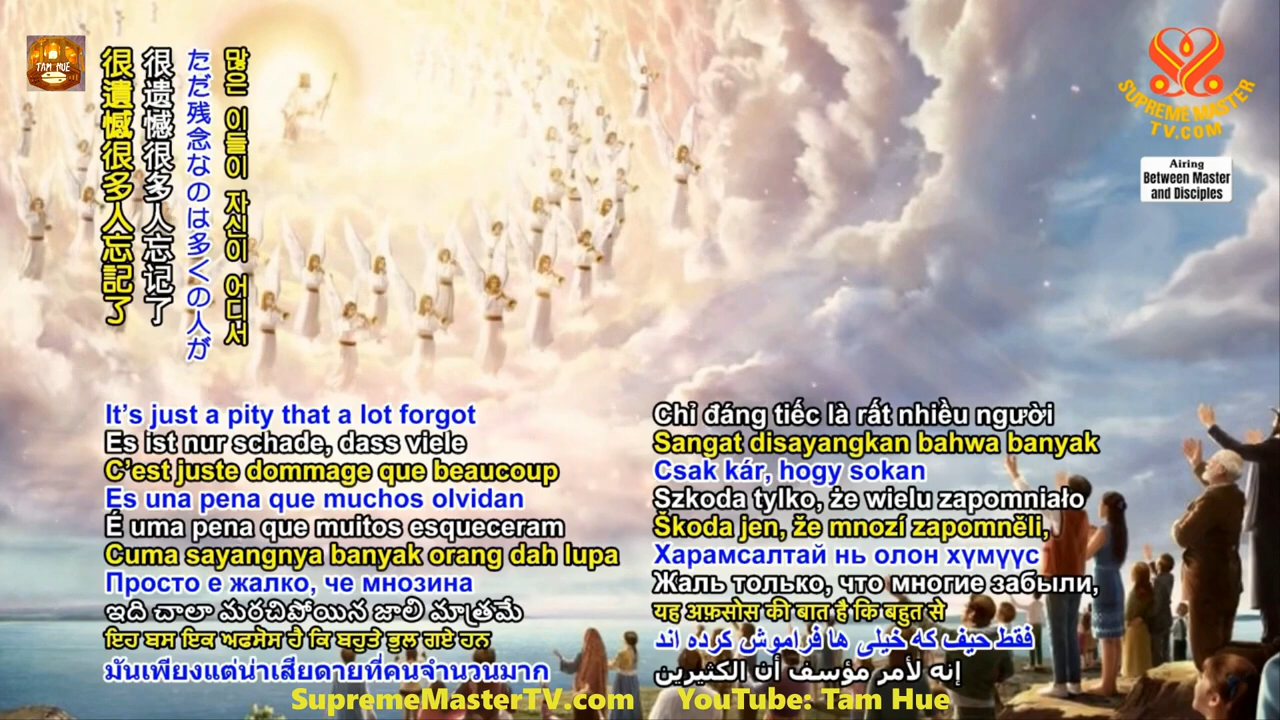 TAM HUE
SUPREME MASTER
TV.COM
Airing
Between Master
and Disciples
很遺憾很多人忘記了
很遗憾很多人忘记了
ただ残念なのは多くの人が
많은 이들이 자신이 어디서
It's just a pity that a lot forgot
Es ist nur schade, dass viele
C'est juste dommage que beaucoup
Es una pena que muchos olvidan
É uma pena que muitos esqueceram
Cuma sayangnya banyak orang dah lupa
Просто е жалко, че мнозина
ఇది చాలా మరచిపోయిన జాలి మాత్రమే
ਇਹ ਬਸ ਇਕ ਅਫਸੋਸ ਹੈ ਕਿ ਬਹੁਤੇ ਭੁਲ ਗਏ ਹਨ
มันเพียงแต่น่าเสียดายที่คนจำนวนมาก
Chỉ đáng tiếc là rất nhiều người
Sangat disayangkan bahwa banyak
Csak kár, hogy sokan
Szkoda tylko, że wielu zapomniało
Škoda jen, že mnozí zapomněli,
Харамсалтай нь олон хүмүүс
Жаль только, что многие забыли,
यह अफ़सोस की बात है कि बहुत से
فقط حیف که خیلی ها فراموش کرده اند
إنه لأمر مؤسف أن الكثيرين
SupremeMasterTV.com YouTube: Tam Hue